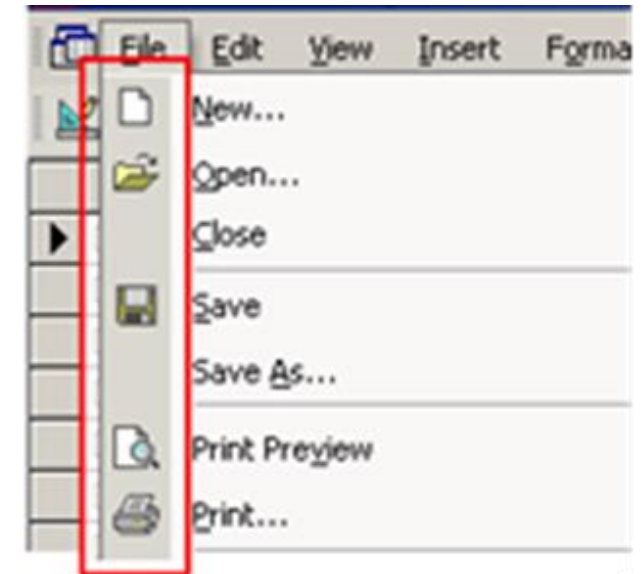 File Edit View Insert Forma
New...
Open...
Close
Save
Save As...
Print Preview
Print...